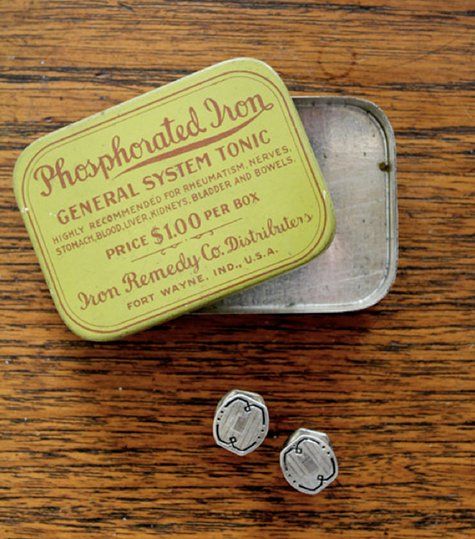 Phosphorated Iron
GENERAL SYSTEM TONIC
HIGHLY RECOMMENDED FOR RHEUMATISM, NERVES,
STOMACH, BLOOD, LIVER, KIDNEYS, BLADDER AND BOWELS.
PRICE $1.00 PER BOX
Iron Remedy Co. Distributers
FORT WAYNE, IND., U.S.A.